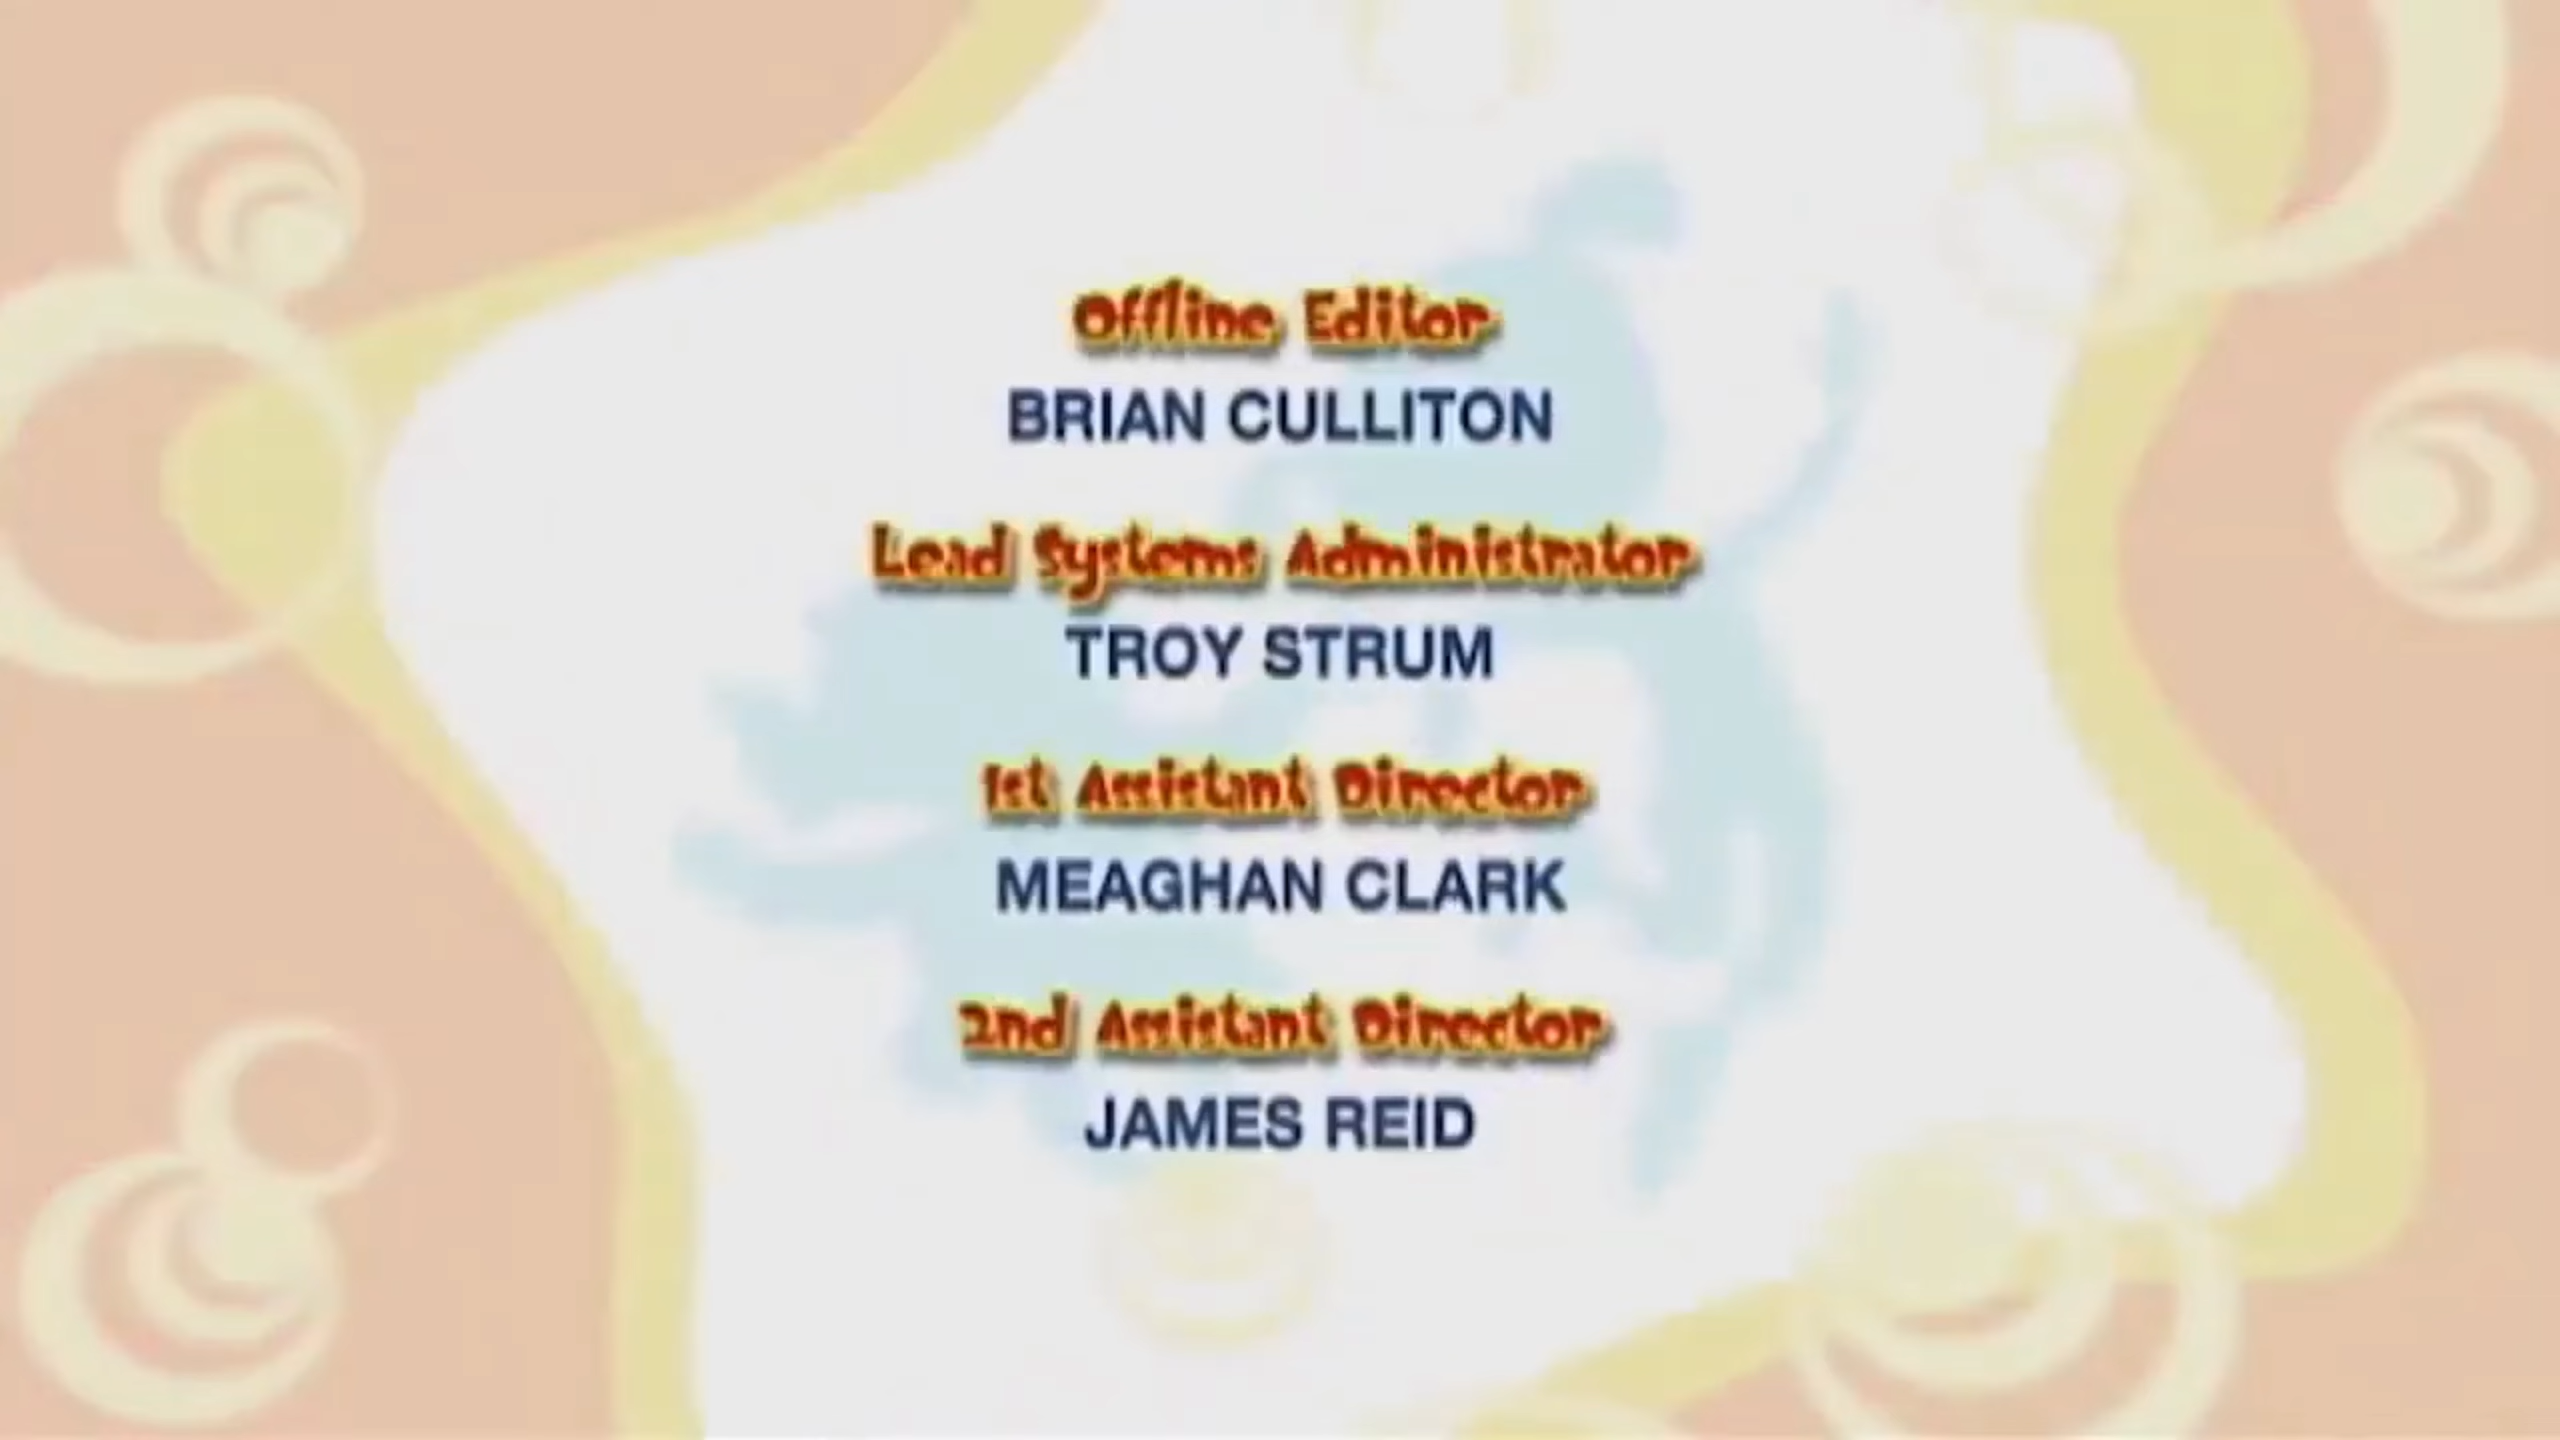 Offline Editor
BRIAN CULLITON
Lead Systems Administrator
TROY STRUM
1st Assistant Director
MEAGHAN CLARK
2nd Assistant Director
JAMES REID